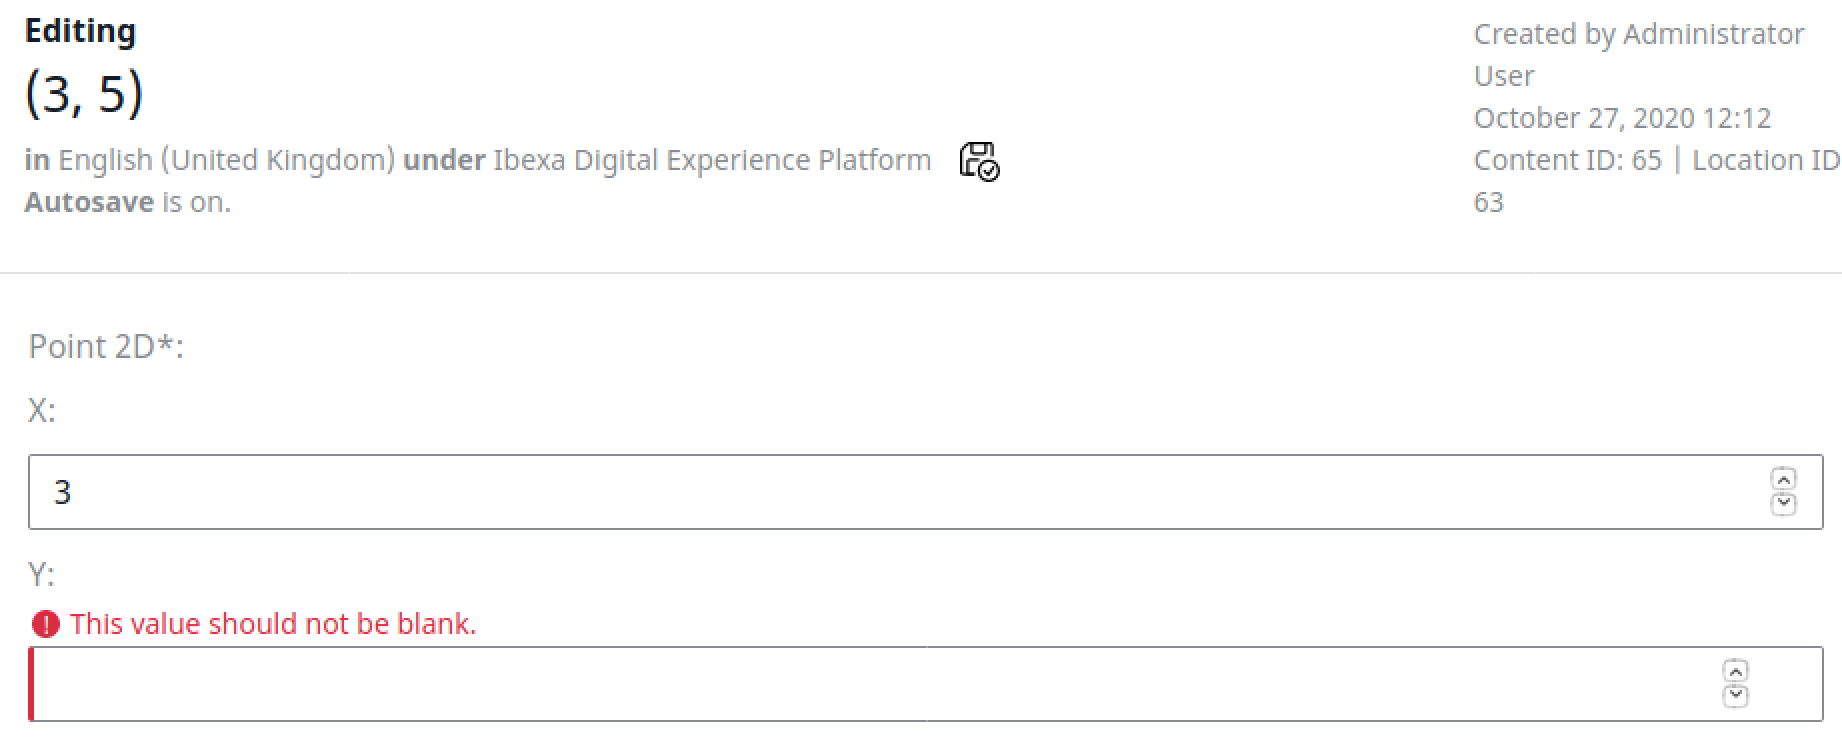 Editing
(3, 5)
in English (United Kingdom) under Ibexa Digital Experience Platform
Autosave is on.
Created by Administrator
User
October 27, 2020 12:12
Content ID: 65 | Location ID
63
Point 2D*:
X:
3
Y:
This value should not be blank.